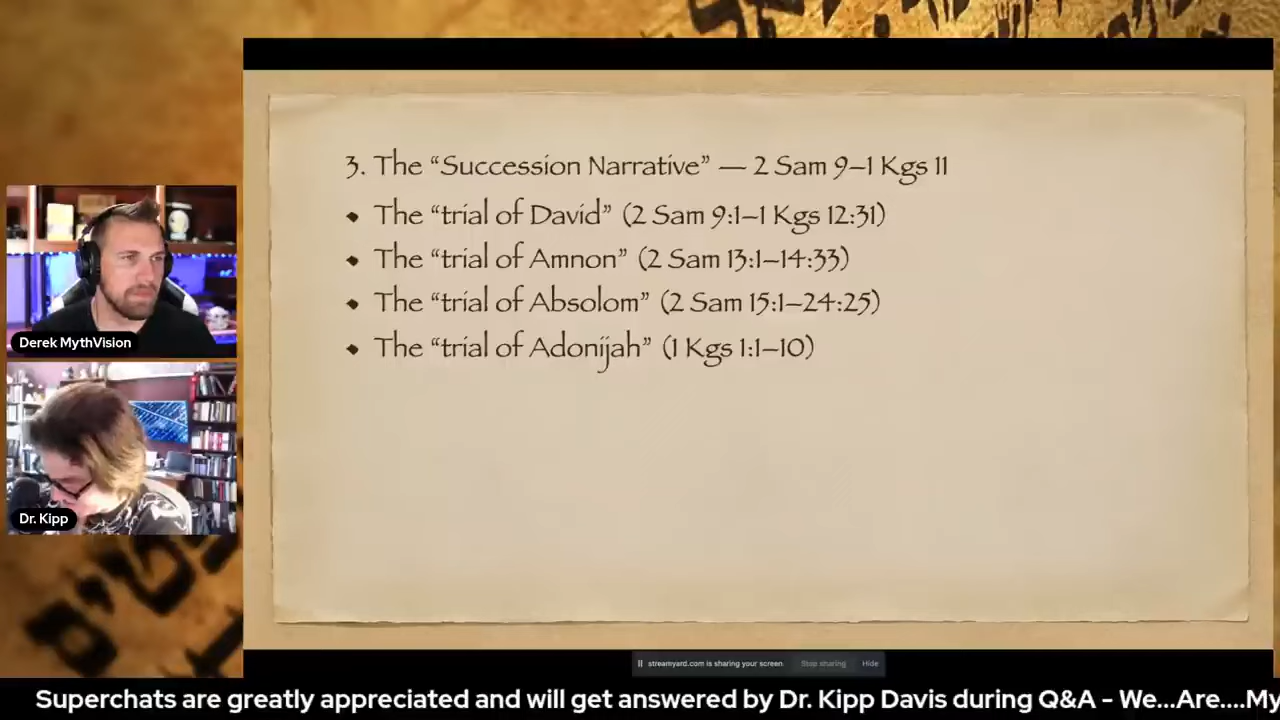 3. The “Succession Narrative” — 2 Sam 9–1 Kgs 11
The “trial of David” (2 Sam 9:1–1 Kgs 12:31)
The “trial of Amnon” (2 Sam 13:1–14:33)
The “trial of Absolom” (2 Sam 15:1–24:25)
The “trial of Adonijah” (1 Kgs 1:1–10)
Derek MythVision
Dr. Kipp
streamyard.com is sharing your screen. Stop sharing Hide
Superchats are greatly appreciated and will get answered by Dr. Kipp Davis during Q&A - We...Are....My